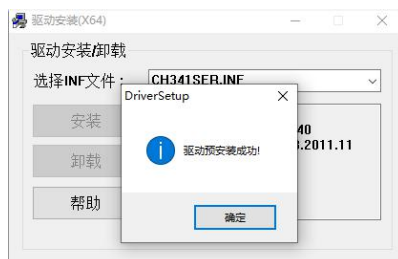 驱动安装(X64)
驱动安装/卸载
选择INF文件：
CH341SER.INF
DriverSetup
安装
卸载
帮助
驱动预安装成功!
40
.2011.11
确定